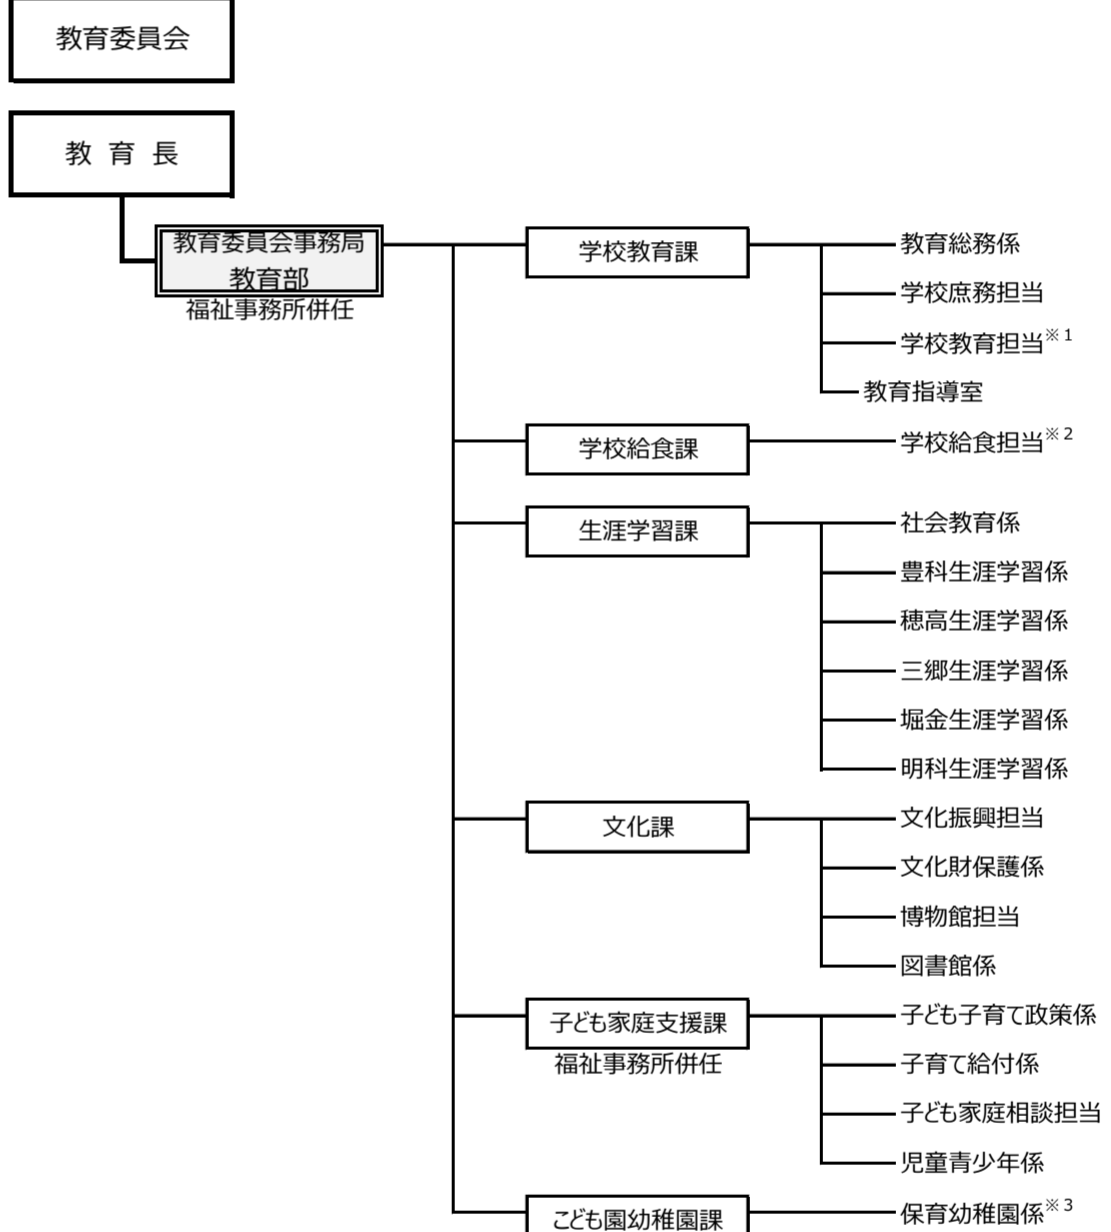 教育委員会
教 育 長
教育委員会事務局
教育部
福祉事務所併任
学校教育課
教育総務係
学校庶務担当
学校教育担当※1
教育指導室
学校給食課
学校給食担当※2
生涯学習課
社会教育係
豊科生涯学習係
穂高生涯学習係
三郷生涯学習係
堀金生涯学習係
明科生涯学習係
文化課
文化振興担当
文化財保護係
博物館担当
図書館係
子ども家庭支援課
福祉事務所併任
子ども子育て政策係
子育て給付係
子ども家庭相談担当
児童青少年係
こども園幼稚園課
保育幼稚園係※3